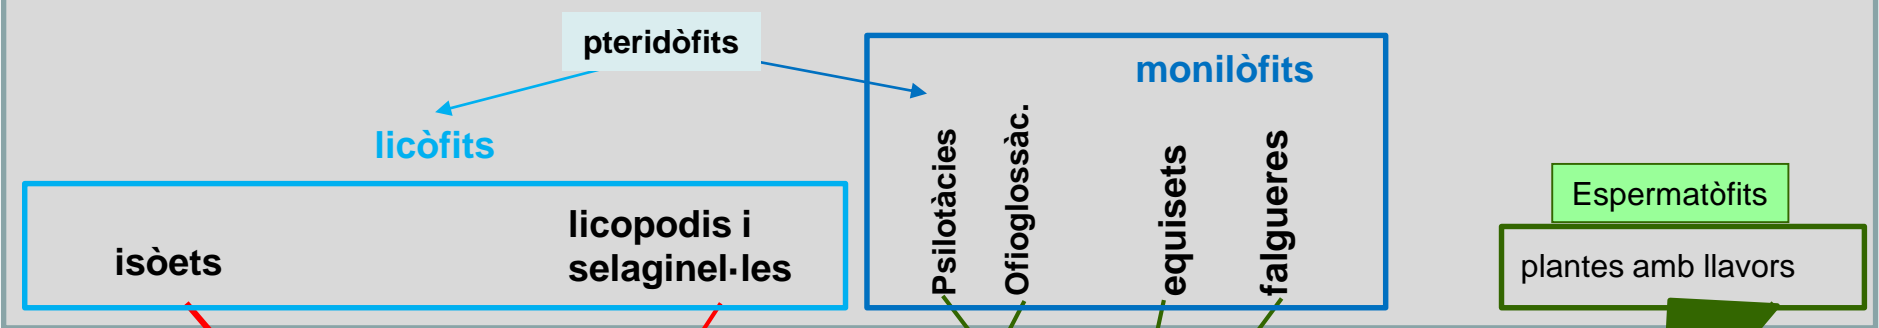 pteridòfits
monilòfits
licòfits
isòets
licopodis i
selaginel·les
Psilotàcies
Ofioglossàc.
equisets
falgueres
Espermatòfits
plantes amb llavors